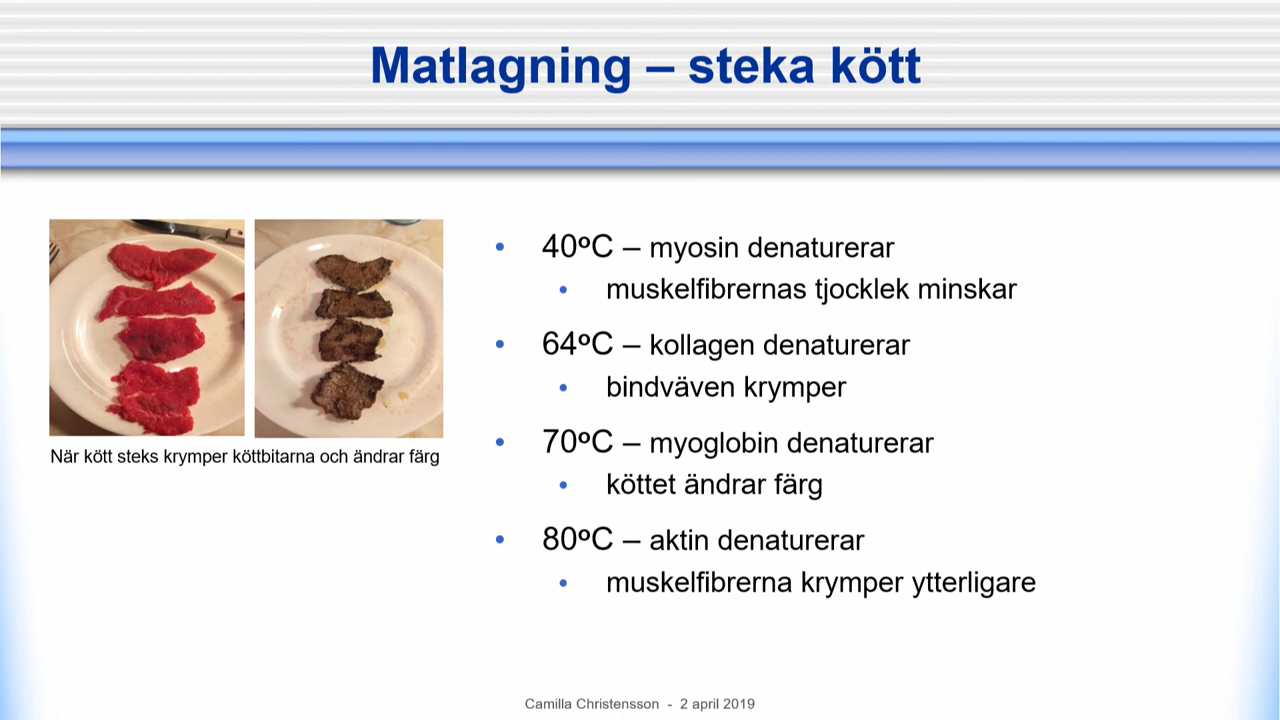 Matlagning – steka kött
När kött steks krymper köttbitarna och ändrar färg
• 40ºC – myosin denaturerar
• muskelfibrernas tjocklek minskar
• 64ºC – kollagen denaturerar
• bindväven krymper
• 70ºC – myoglobin denaturerar
• köttet ändrar färg
• 80ºC – aktin denaturerar
• muskelfibrerna krymper ytterligare
Camilla Christensson - 2 april 2019